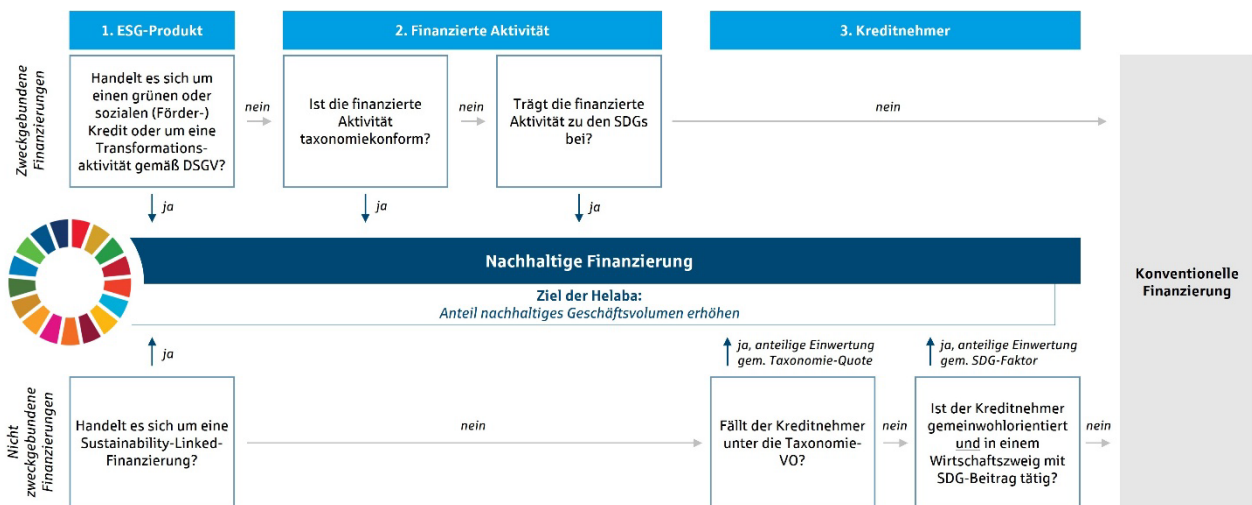 1. ESG-Produkt
2. Finanzierte Aktivität
3. Kreditnehmer
Zweckgebundene
Finanzierungen
Handelt es sich um
einen grünen oder
sozialen (Förder-)
Kredit oder um eine
Transformations-
aktivität gemäß DSGV?
nein
Ist die finanzierte
Aktivität
taxonomiekonform?
nein
Trägt die finanzierte
Aktivität zu den SDGs
bei?
nein
ja
ja
ja
Nachhaltige Finanzierung
Ziel der Helaba:
Anteil nachhaltiges Geschäftsvolumen erhöhen
Konventionelle
Finanzierung
ja
ja, anteilige Einwertung
gem. Taxonomie-Quote
ja, anteilige Einwertung
gem. SDG-Faktor
Nicht
zweckgebundene
Finanzierungen
Handelt es sich um eine
Sustainability-Linked-
Finanzierung?
nein
Fällt der Kreditnehmer
unter die Taxonomie-
VO?
nein
Ist der Kreditnehmer
gemeinwohlorientiert
und in einem
Wirtschaftszweig mit
SDG-Beitrag tätig?
nein